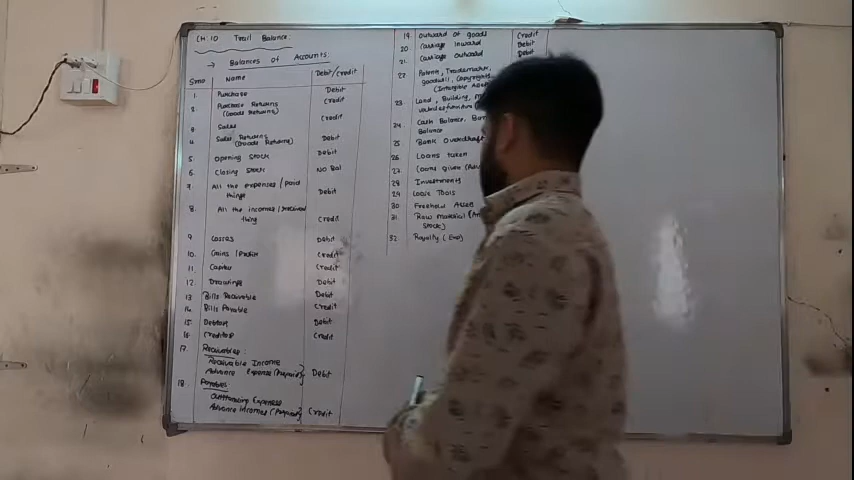 CH:10 Trail Balance:
→ Balances of Accounts:
Srno Name Debit/Credit
1. Purchase Debit
2. Purchase Returns Credit
(Goods Returns)
3 Sales Credit
4 Sales Returns Debit
(Goods Returns)
5. Opening Stock Debit
6. Closing Stock No Bal
7. All the expenses/paid
things Debit
8. All the incomes/received
thing Credit
9 Losses Debit
10. Gains/Profit Credit
11. Capital Credit
12. Drawings Debit
13 Bills Receivable Debit
14. Bills Payable Credit
15. Debtors Debit
16. Creditors Credit
17. Receivables:
Receivable Income
Advance Expense (Prepaid) } Debit
18. Payables
Outstanding Expenses
Advance incomes } Credit
19. outward of goods Credit
20. Carriage inward Debit
21. Carriage outward Debit
22 Patents, Trademarks,
goodwill, Copyrights
(Intangible Asset
23. Land, Building,
24. Cash Balance,
Balance
25 Bank Overdraft
26. Loans taken
27. Loans given
28 Investments
29 Loose Tools
30 Freehold Asset
31. Raw material
Stock)
32. Royalty (Exp)